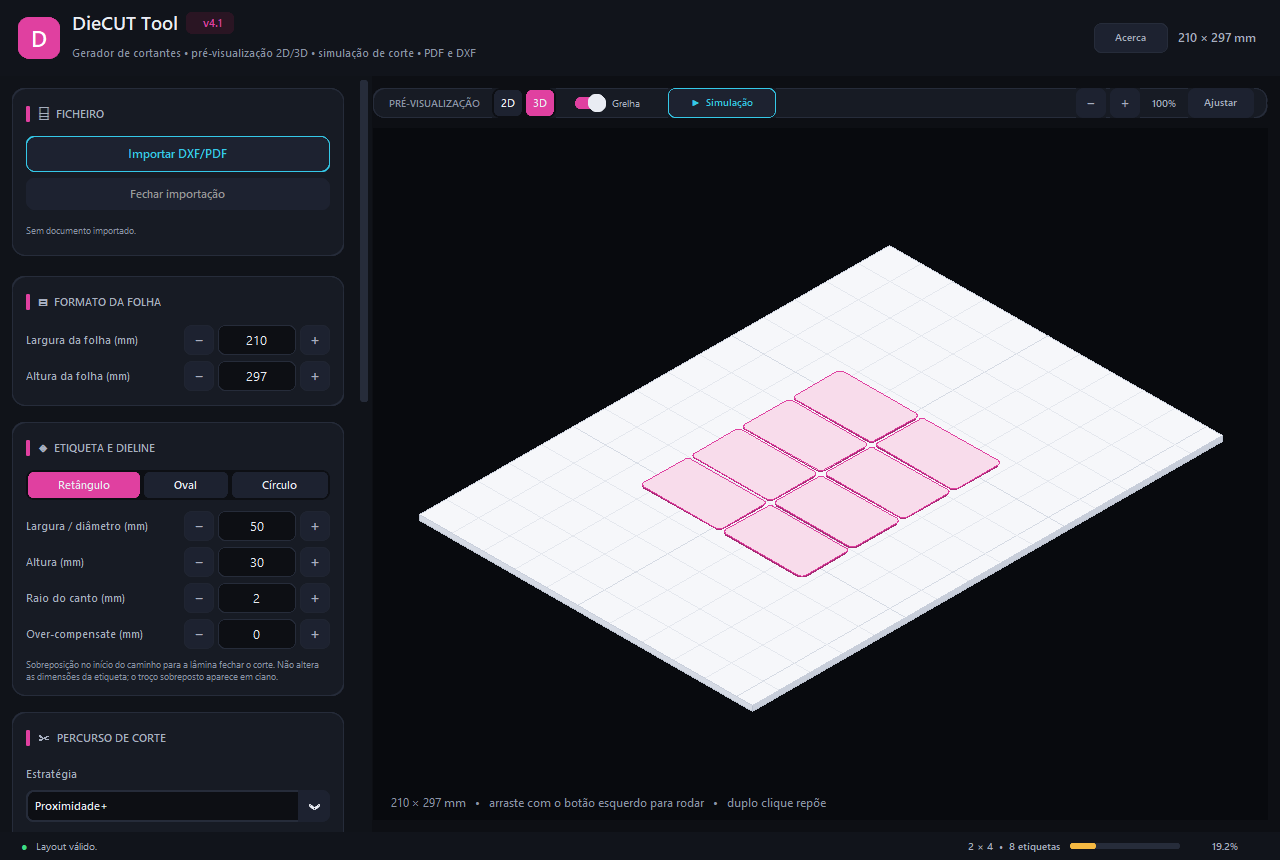 D
DieCUT Tool
v4.1
Gerador de cortantes • pré-visualização 2D/3D • simulação de corte • PDF e DXF
Acerca
210 × 297 mm
FICHEIRO
Importar DXF/PDF
Fechar importação
Sem documento importado.
FORMATO DA FOLHA
Largura da folha (mm)
− 210 +
Altura da folha (mm)
− 297 +
ETIQUETA E DIELINE
Retângulo
Oval
Círculo
Largura / diâmetro (mm)
− 50 +
Altura (mm)
− 30 +
Raio do canto (mm)
− 2 +
Over-compensate (mm)
− 0 +
Sobreposição no início do caminho para a lâmina fechar o corte. Não altera
as dimensões da etiqueta; o troço sobreposto aparece em ciano.
PERCURSO DE CORTE
Estratégia
Proximidade+
PRÉ-VISUALIZAÇÃO
2D
3D
Grelha
Simulação
−
+
100%
Ajustar
210 × 297 mm • arraste com o botão esquerdo para rodar • duplo clique repõe
Layout válido.
2 × 4 • 8 etiquetas
19.2%